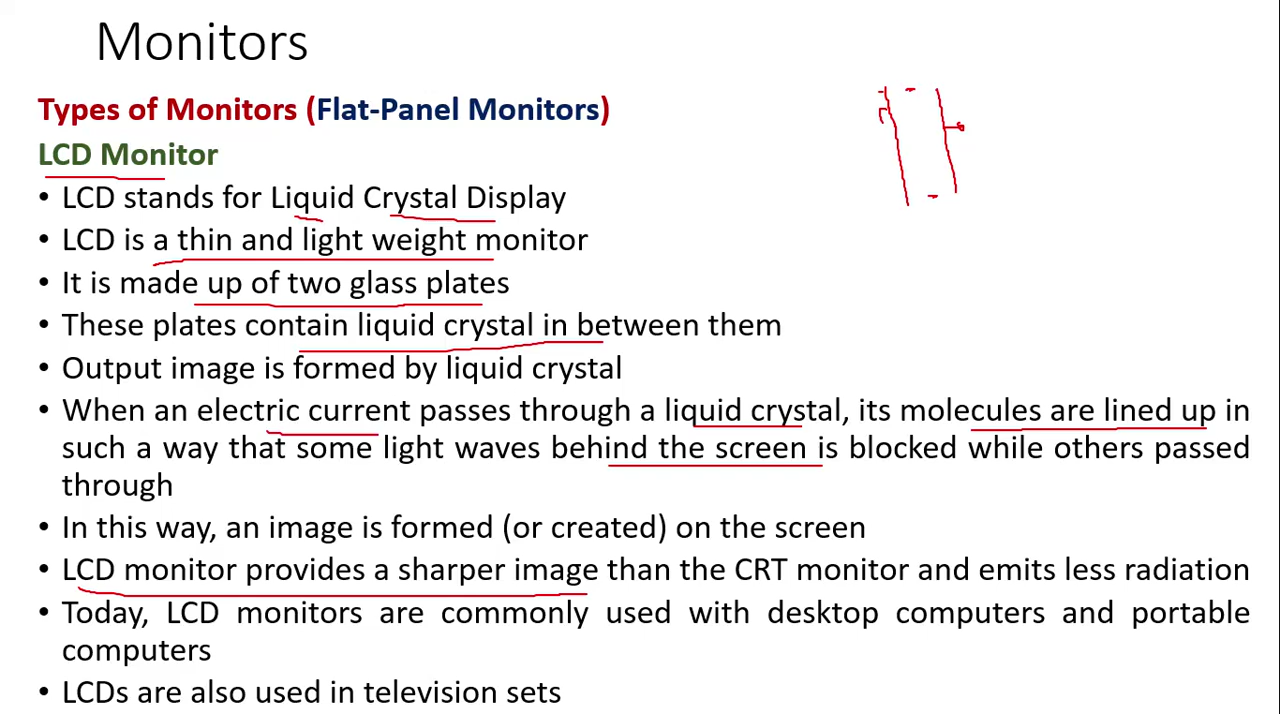 Monitors
Types of Monitors (Flat-Panel Monitors)
LCD Monitor
• LCD stands for Liquid Crystal Display
• LCD is a thin and light weight monitor
• It is made up of two glass plates
• These plates contain liquid crystal in between them
• Output image is formed by liquid crystal
• When an electric current passes through a liquid crystal, its molecules are lined up in
such a way that some light waves behind the screen is blocked while others passed
through
• In this way, an image is formed (or created) on the screen
• LCD monitor provides a sharper image than the CRT monitor and emits less radiation
• Today, LCD monitors are commonly used with desktop computers and portable
computers
• LCDs are also used in television sets